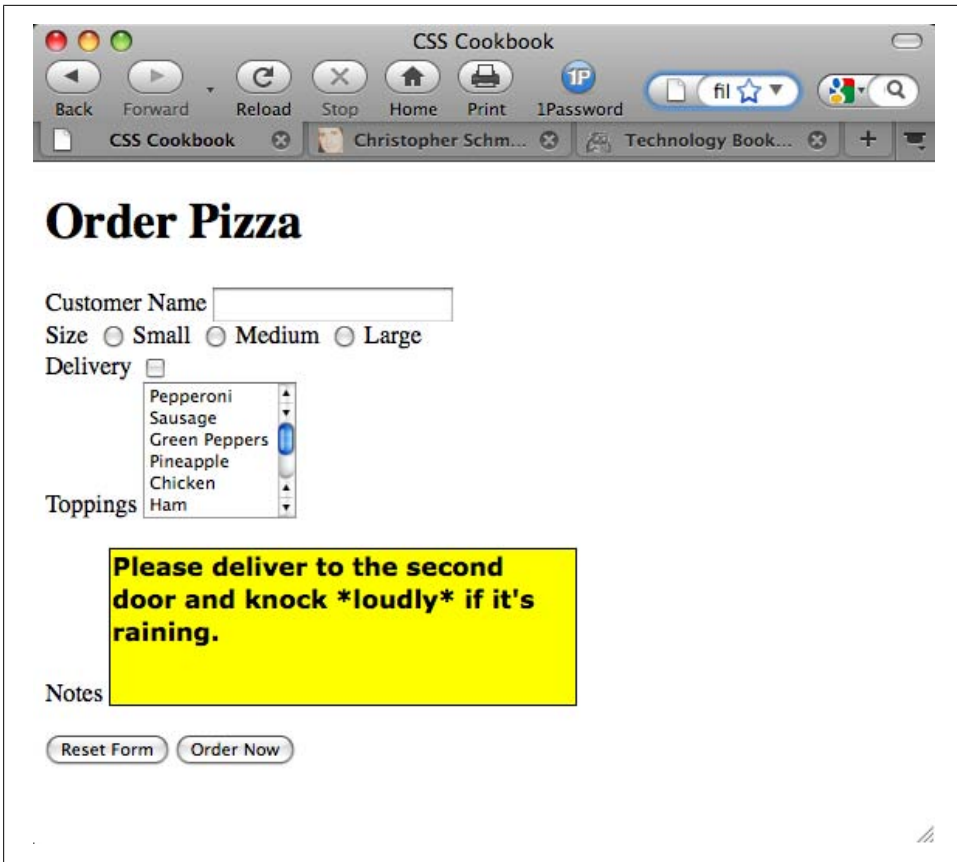 CSS Cookbook
Back Forward Reload Stop Home Print 1Password
1P
fil
CSS Cookbook Christopher Schm... Technology Book... +
Order Pizza
Customer Name
Size Small Medium Large
Delivery
Pepperoni
Sausage
Green Peppers
Pineapple
Chicken
Toppings Ham
Please deliver to the second
door and knock *loudly* if it's
raining.
Notes
Reset Form Order Now